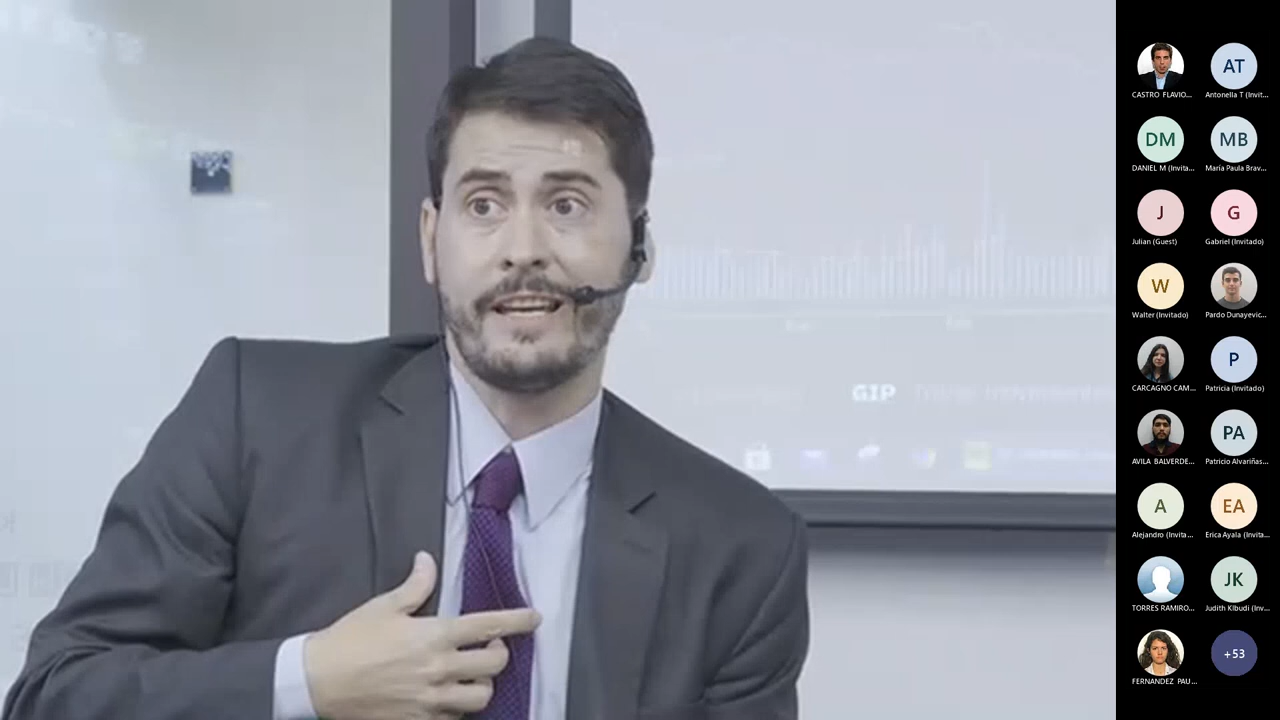 GIP
CASTRO FLAVIO...
AT
Antonella T (Invit...
DM
DANIEL M (Invita...
MB
María Paula Brav...
J
Julian (Guest)
G
Gabriel (Invitado)
W
Walter (Invitado)
Pardo Dunayevic...
CARCAGNO CAM...
P
Patricia (Invitado)
AVILA BALVERDE...
PA
Patricio Alvariñas...
A
Alejandro (Invita...
EA
Erica Ayala (Invita...
TORRES RAMIRO...
JK
Judith Klbudi (Inv...
FERNANDEZ PAU...
+53